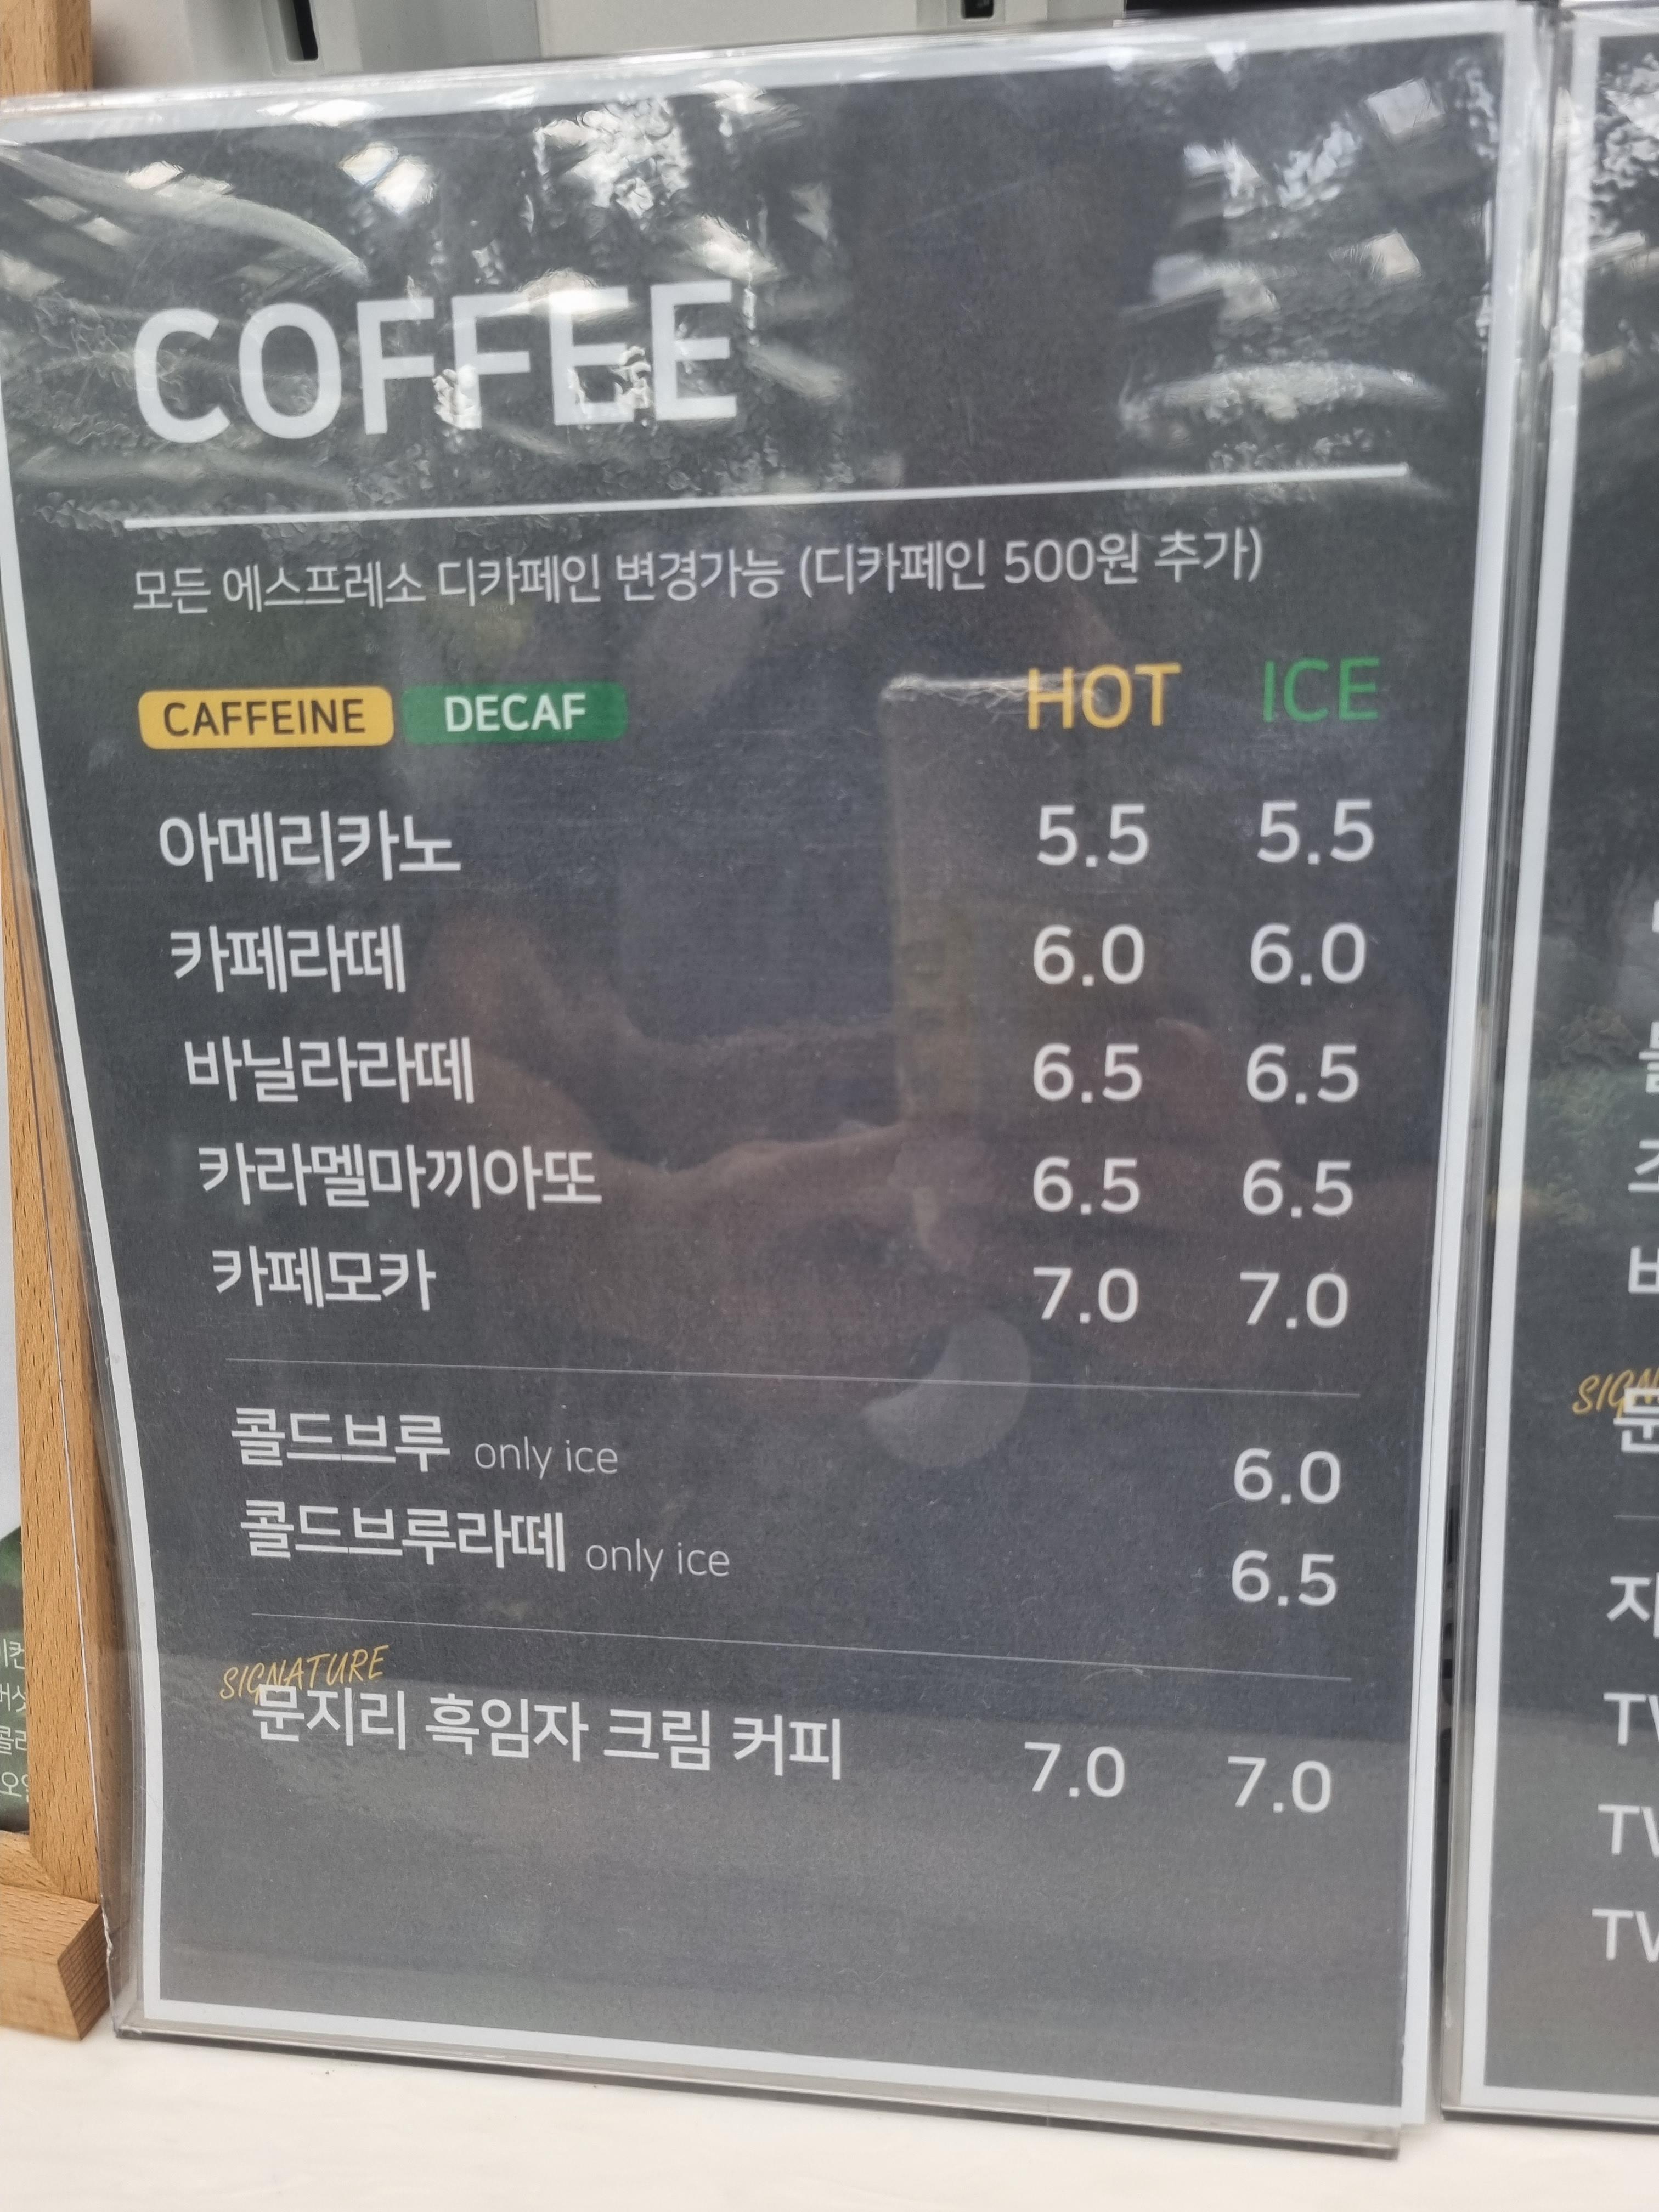 COFFEE
모든 에스프레소 디카페인 변경가능 (디카페인 500원 추가)
CAFFEINE DECAF HOT ICE
아메리카노 5.5 5.5
카페라떼 6.0 6.0
바닐라라떼 6.5 6.5
카라멜마끼아또 6.5 6.5
카페모카 7.0 7.0
콜드브루 only ice 6.0
콜드브루라떼 only ice 6.5
SIGNATURE
문지리 흑임자 크림 커피 7.0 7.0